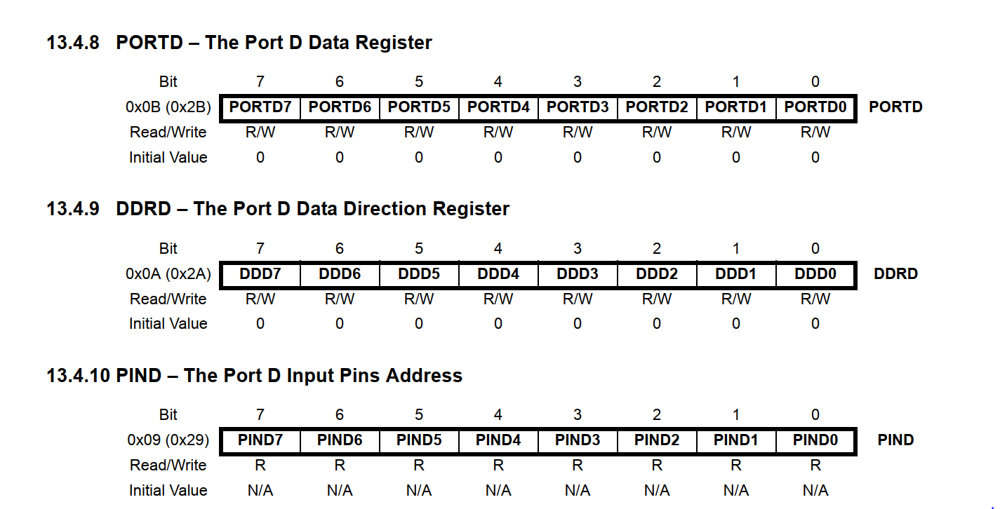 13.4.8 PORTD – The Port D Data Register
Bit 7 6 5 4 3 2 1 0
0x0B (0x2B) PORTD7 PORTD6 PORTD5 PORTD4 PORTD3 PORTD2 PORTD1 PORTD0 PORTD
Read/Write R/W R/W R/W R/W R/W R/W R/W R/W
Initial Value 0 0 0 0 0 0 0 0
13.4.9 DDRD – The Port D Data Direction Register
Bit 7 6 5 4 3 2 1 0
0x0A (0x2A) DDD7 DDD6 DDD5 DDD4 DDD3 DDD2 DDD1 DDD0 DDRD
Read/Write R/W R/W R/W R/W R/W R/W R/W R/W
Initial Value 0 0 0 0 0 0 0 0
13.4.10 PIND – The Port D Input Pins Address
Bit 7 6 5 4 3 2 1 0
0x09 (0x29) PIND7 PIND6 PIND5 PIND4 PIND3 PIND2 PIND1 PIND0 PIND
Read/Write R R R R R R R R
Initial Value N/A N/A N/A N/A N/A N/A N/A N/A